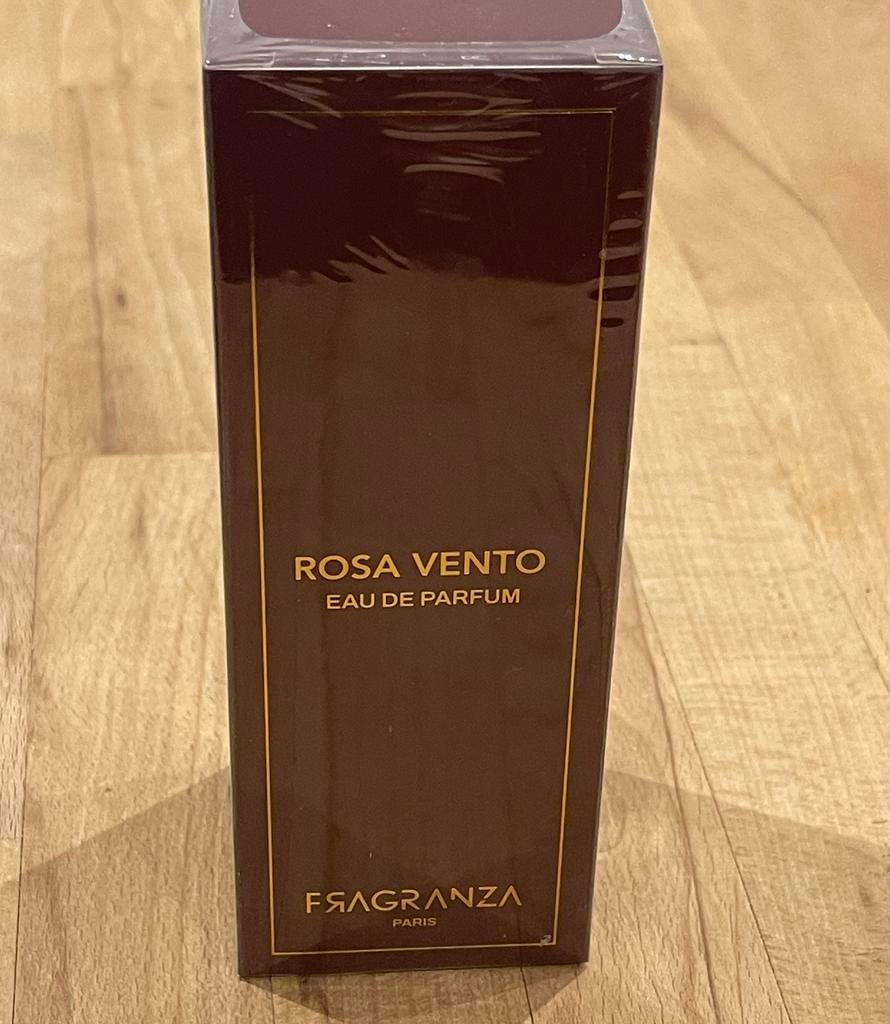 ROSA VENTO
EAU DE PARFUM
FRAGRANZA
PARIS